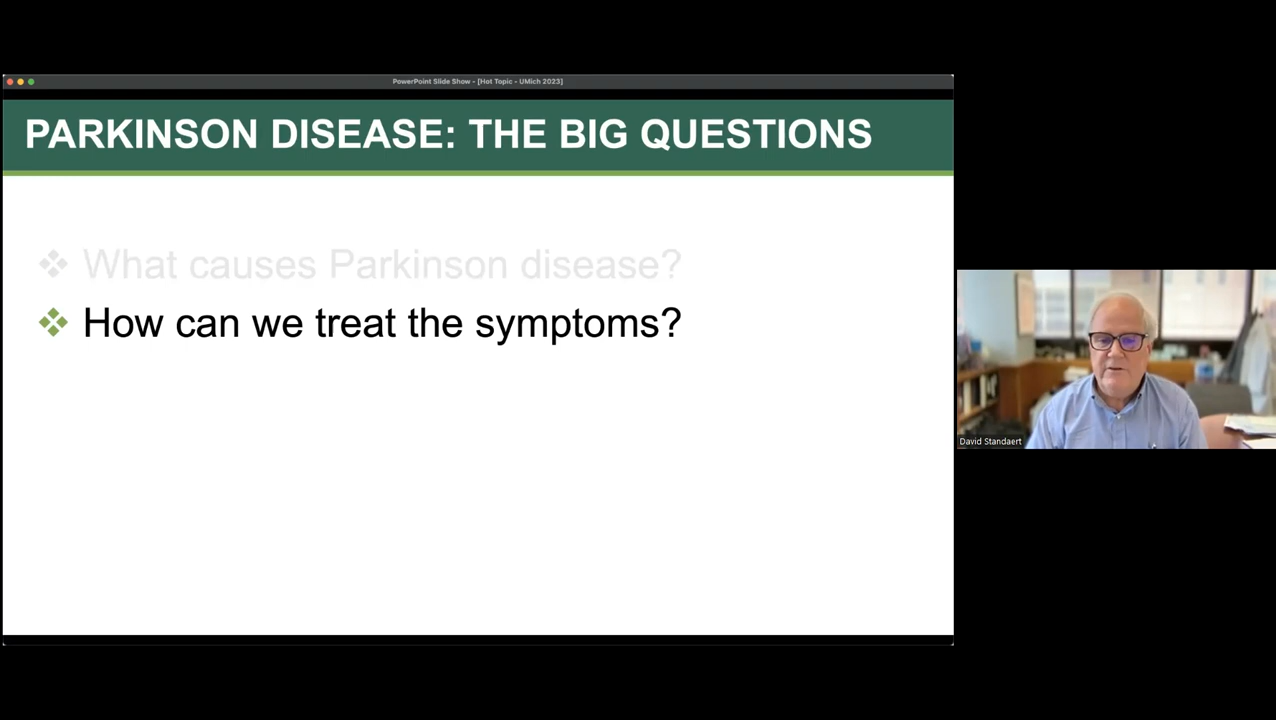 PowerPoint Slide Show - [Hot Topic - UMich 2023]
PARKINSON DISEASE: THE BIG QUESTIONS
What causes Parkinson disease?
How can we treat the symptoms?
David Standaert